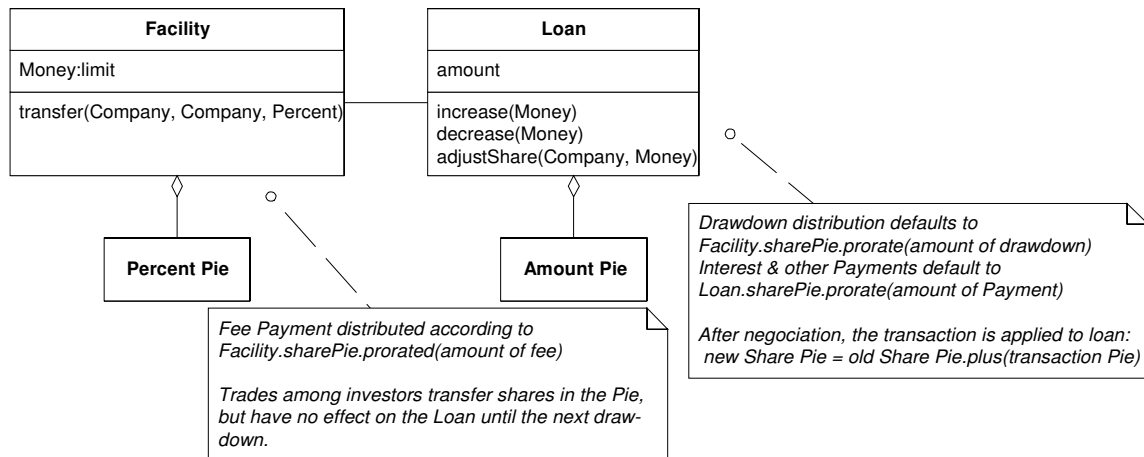 Facility
Money:limit
transfer(Company, Company, Percent)
Loan
amount
increase(Money)
decrease(Money)
adjustShare(Company, Money)
Percent Pie
Amount Pie
Drawdown distribution defaults to
Facility.sharePie.prorate(amount of drawdown)
Interest & other Payments default to
Loan.sharePie.prorate(amount of Payment)
After negociation, the transaction is applied to loan:
new Share Pie = old Share Pie.plus(transaction Pie)
Fee Payment distributed according to
Facility.sharePie.prorated(amount of fee)
Trades among investors transfer shares in the Pie,
but have no effect on the Loan until the next draw-
down.